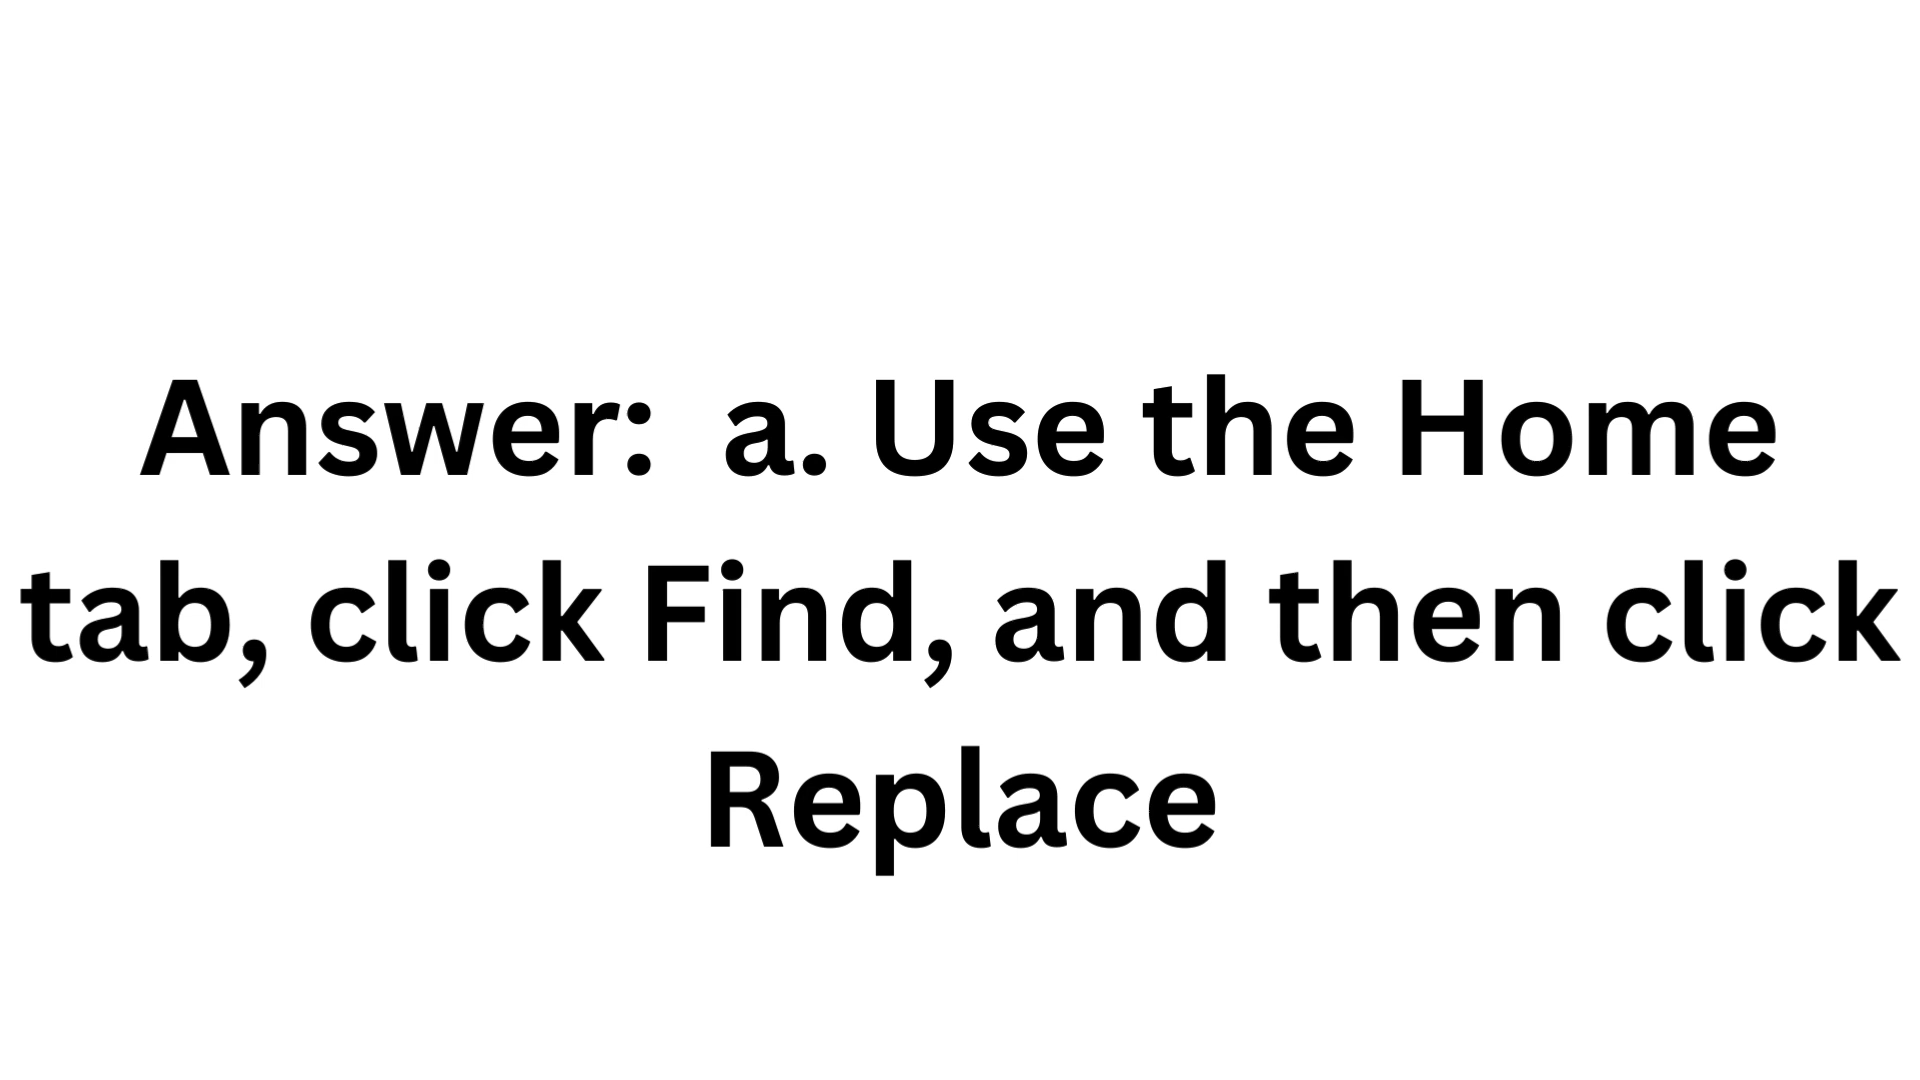 Answer:  a. Use the Home
tab, click Find, and then click
Replace